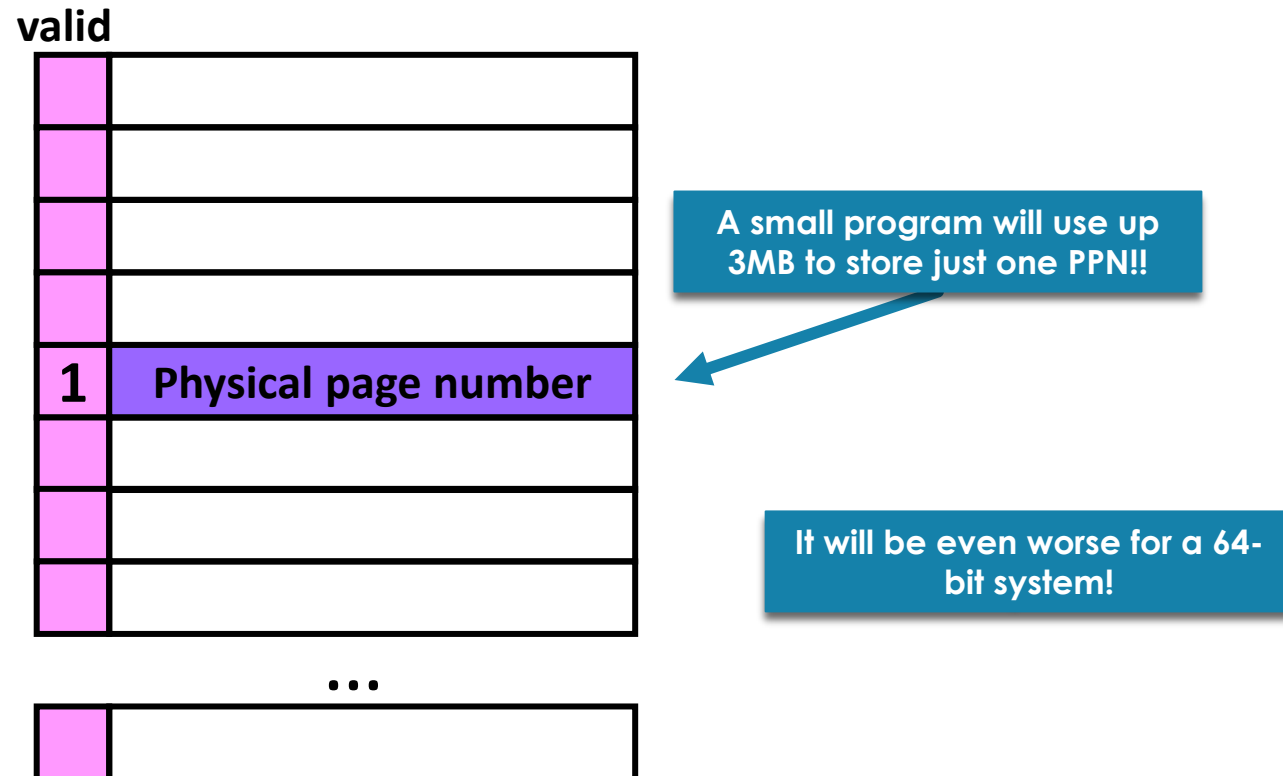 valid
A small program will use up
3MB to store just one PPN!!
1 Physical page number
It will be even worse for a 64-
bit system!
...